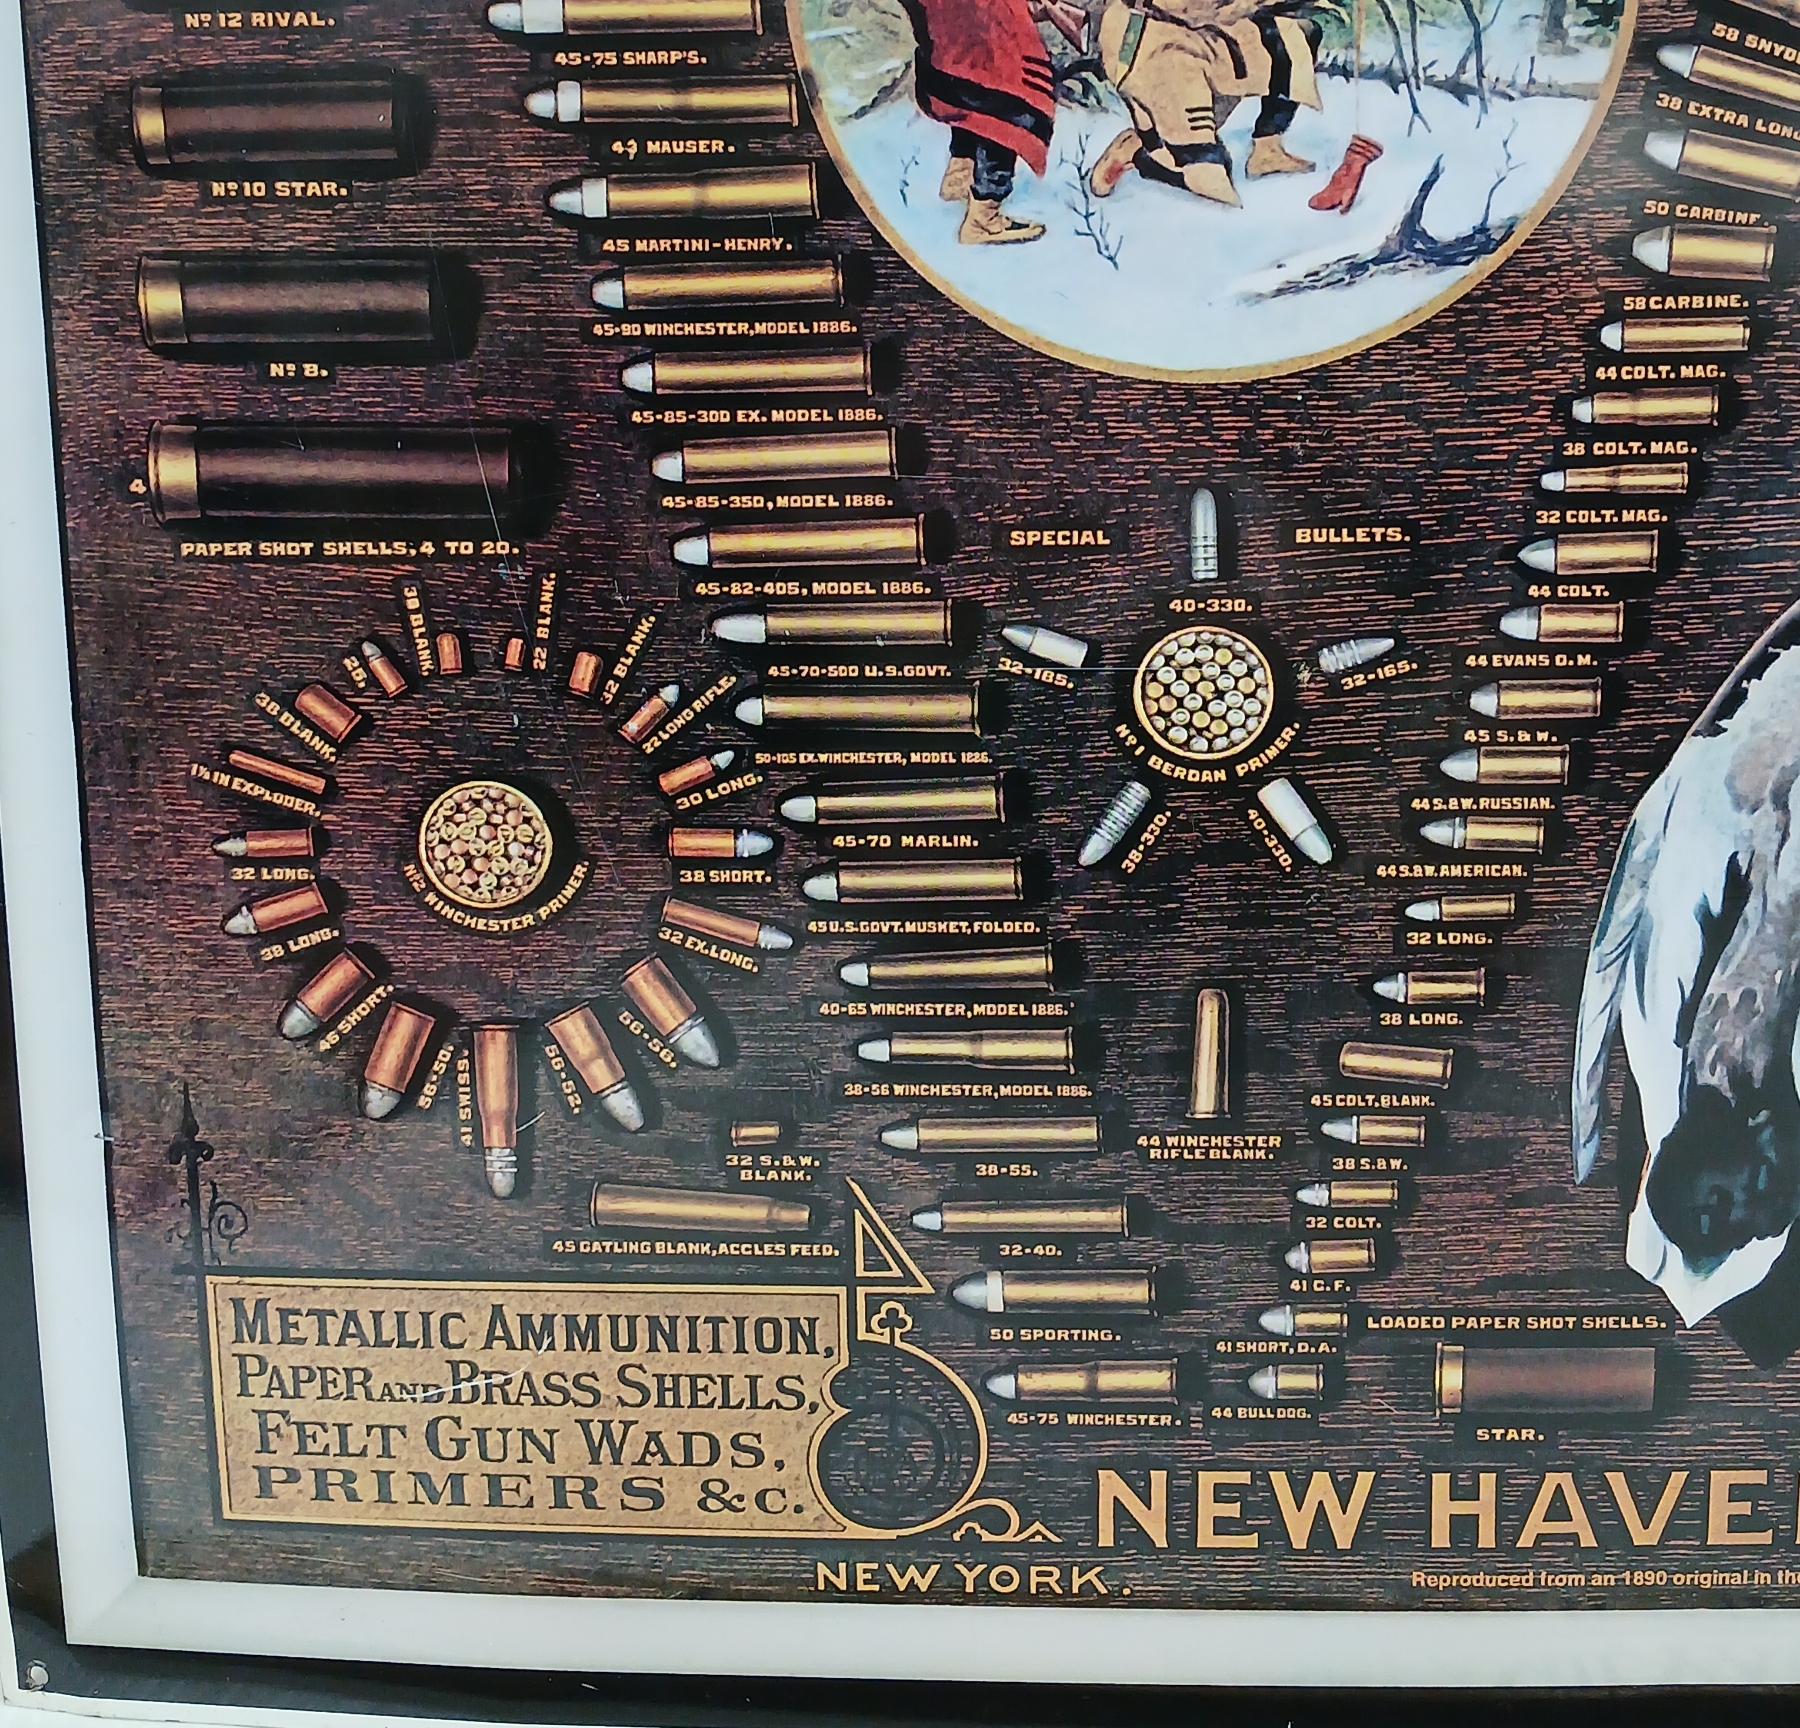 Nº 12 RIVAL.
Nº 10 STAR.
Nº 8.
4
PAPER SHOT SHELLS, 4 TO 20.
45-75 SHARP'S.
43 MAUSER.
45 MARTINI-HENRY.
45-90 WINCHESTER, MODEL 1886.
45-85-300 EX. MODEL 1886.
45-85-350, MODEL 1886.
45-82-405, MODEL 1886.
45-70-500 U.S. GOVT.
50-105 EX. WINCHESTER, MODEL 1886.
45-70 MARLIN.
45 U.S. GOVT. MUSKET, FOLDED.
40-65 WINCHESTER, MODEL 1886.
38-56 WINCHESTER, MODEL 1886.
38-55.
32-40.
50 SPORTING.
45-75 WINCHESTER.
38 BLANK.
22 BLANK.
32 BLANK.
22 LONG RIFLE.
30 LONG.
38 SHORT.
32 EX. LONG.
56-56.
56-52.
41 SWISS.
56-50.
46 SHORT.
38 LONG.
32 LONG.
1¼ IN EXPLODER.
38 BLANK.
25.
Nº 2 WINCHESTER PRIMER.
32 S. & W.
BLANK.
45 GATLING BLANK, ACCLES FEED.
SPECIAL BULLETS.
40-330.
32-185.
32-165.
38-330.
40-330.
Nº 1 BERDAN PRIMER.
44 WINCHESTER
RIFLE BLANK.
58 SNYD
38 EXTRA LONG
50 CARBINE.
58 CARBINE.
44 COLT. MAG.
38 COLT. MAG.
32 COLT. MAG.
44 COLT.
44 EVANS O. M.
45 S. & W.
44 S. & W. RUSSIAN.
44 S. & W. AMERICAN.
32 LONG.
38 LONG.
45 COLT, BLANK.
38 S. & W.
32 COLT.
41 C. F.
41 SHORT, D. A.
44 BULL DOG.
LOADED PAPER SHOT SHELLS.
STAR.
METALLIC AMMUNITION,
PAPER AND BRASS SHELLS,
FELT GUN WADS,
PRIMERS &c.
NEW HAVE
NEW YORK.
Reproduced from an 1890 original in the